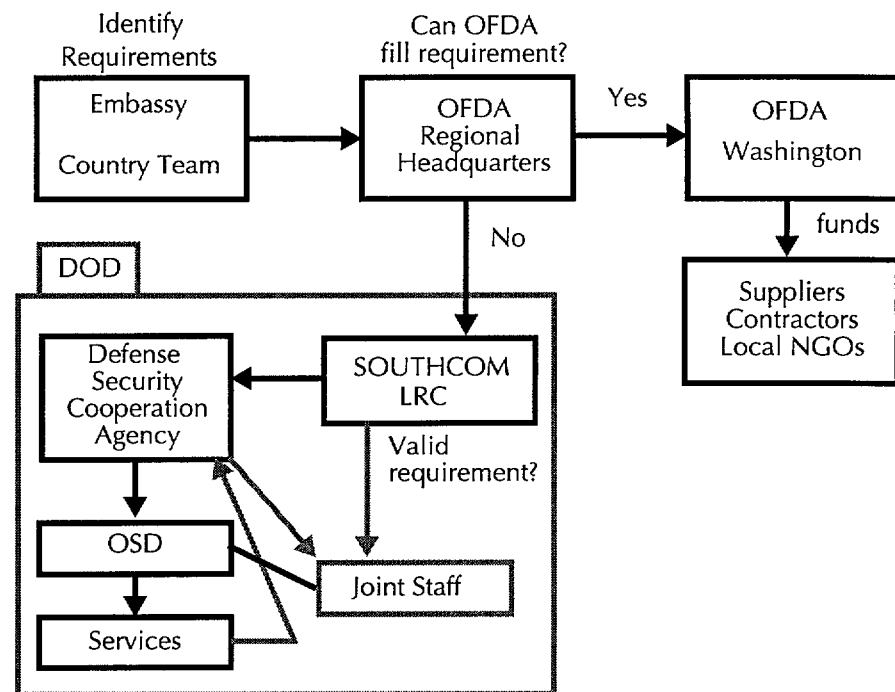 Identify
Requirements
Embassy
Country Team
Can OFDA
fill requirement?
OFDA
Regional
Headquarters
Yes
OFDA
Washington
No
funds
Suppliers
Contractors
Local NGOs
DOD
Defense
Security
Cooperation
Agency
SOUTHCOM
LRC
Valid
requirement?
OSD
Joint Staff
Services